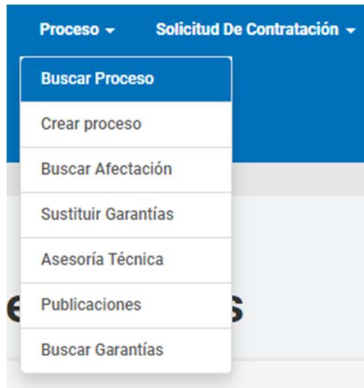 Proceso Solicitud De Contratación
Buscar Proceso
Crear proceso
Buscar Afectación
Sustituir Garantías
Asesoría Técnica
Publicaciones
Buscar Garantías